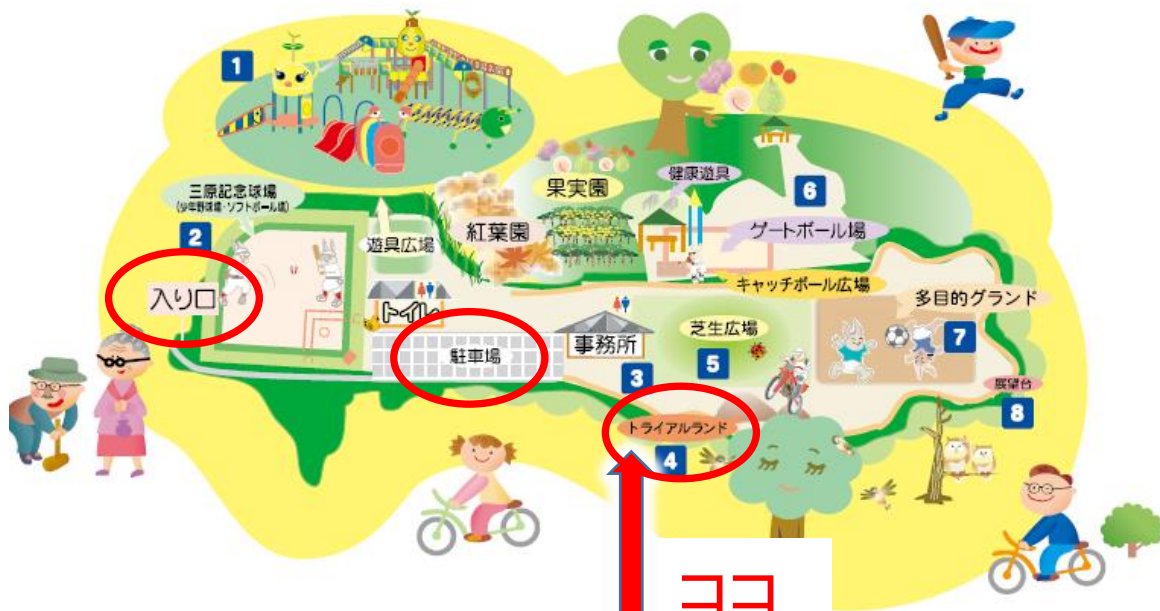 1
三原記念球場
(少年野球場・ソフトボール場)
2
入り口
遊具広場
トイレ
駐車場
紅葉園
果実園
健康遊具
6
ゲートボール場
キャッチボール広場
多目的グランド
事務所
芝生広場
3
5
7
展望台
8
トライアルランド
4
ココ